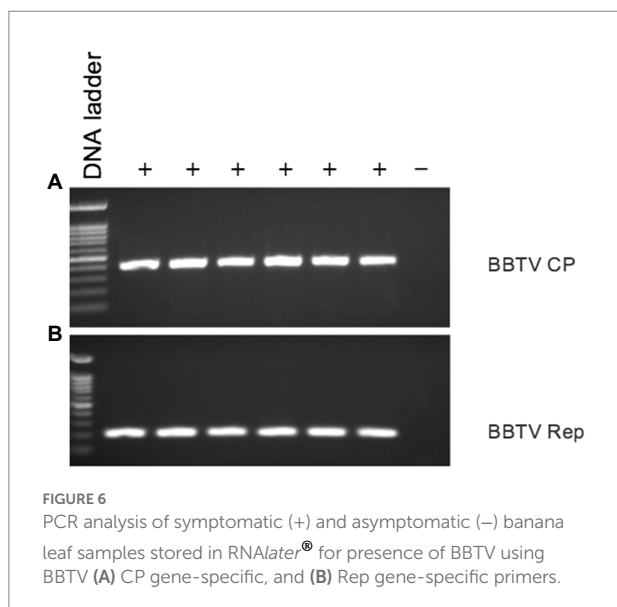 DNA ladder
+ + + + + + −
A
BBTV CP
B
BBTV Rep
FIGURE 6
PCR analysis of symptomatic (+) and asymptomatic (−) banana
leaf samples stored in RNAlater® for presence of BBTV using
BBTV (A) CP gene-specific, and (B) Rep gene-specific primers.